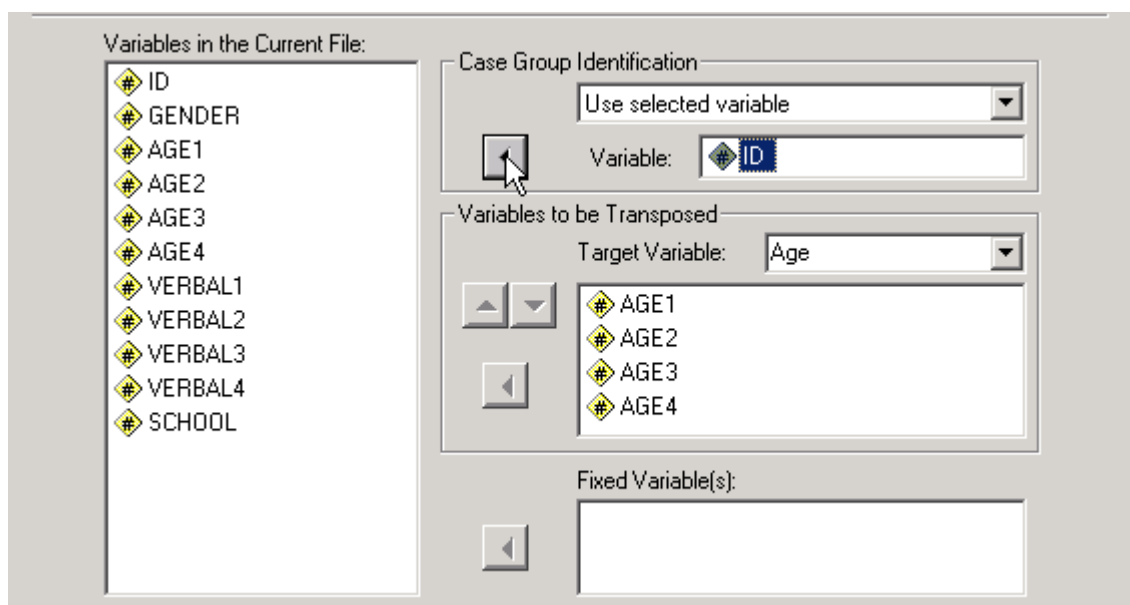 Variables in the Current File:
# ID
# GENDER
# AGE1
# AGE2
# AGE3
# AGE4
# VERBAL1
# VERBAL2
# VERBAL3
# VERBAL4
# SCHOOL
Case Group Identification
Use selected variable
Variable: # ID
Variables to be Transposed
Target Variable: Age
# AGE1
# AGE2
# AGE3
# AGE4
Fixed Variable(s):